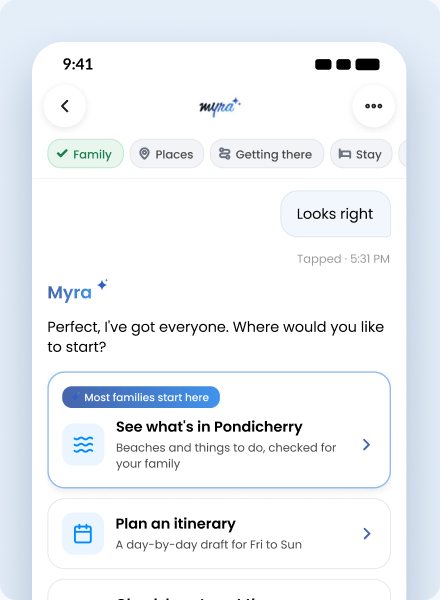 9:41
myra
Family
Places
Getting there
Stay
Looks right
Tapped · 5:31 PM
Myra
Perfect, I've got everyone. Where would you like
to start?
Most families start here
See what's in Pondicherry
Beaches and things to do, checked for
your family
Plan an itinerary
A day-by-day draft for Fri to Sun